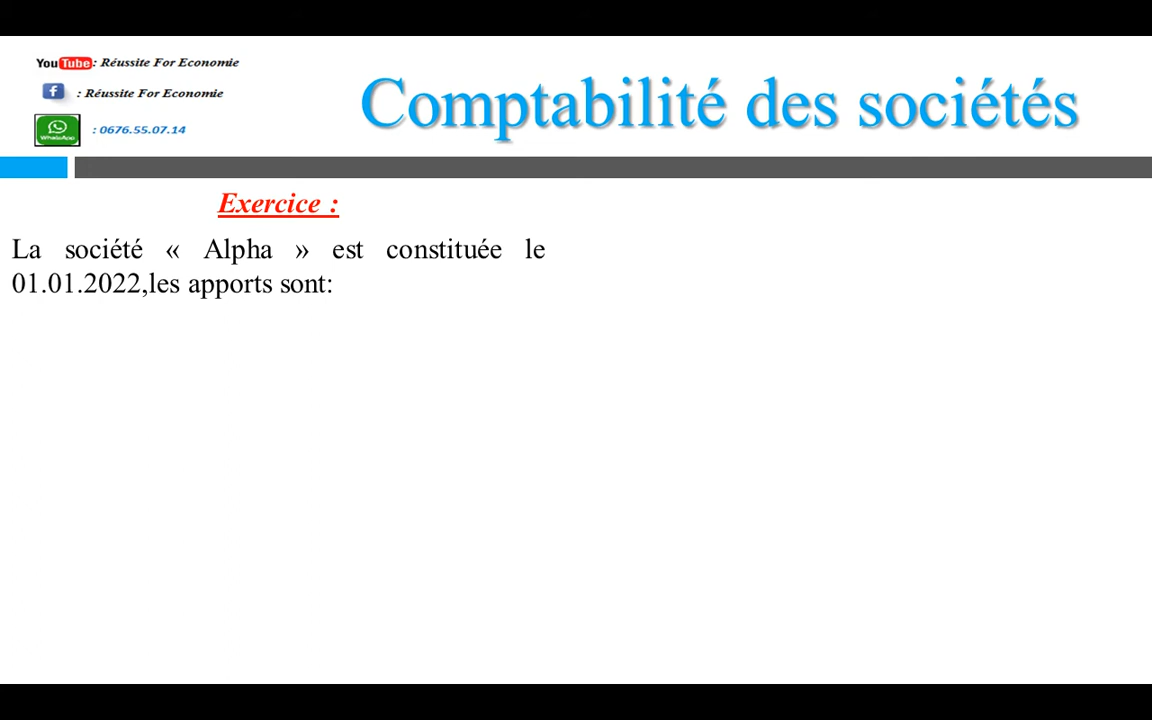 YouTube : Réussite For Economie
Comptabilité des sociétés
f : Réussite For Economie
WhatsApp : 0676.55.07.14
Exercice :
La société « Alpha » est constituée le
01.01.2022,les apports sont: